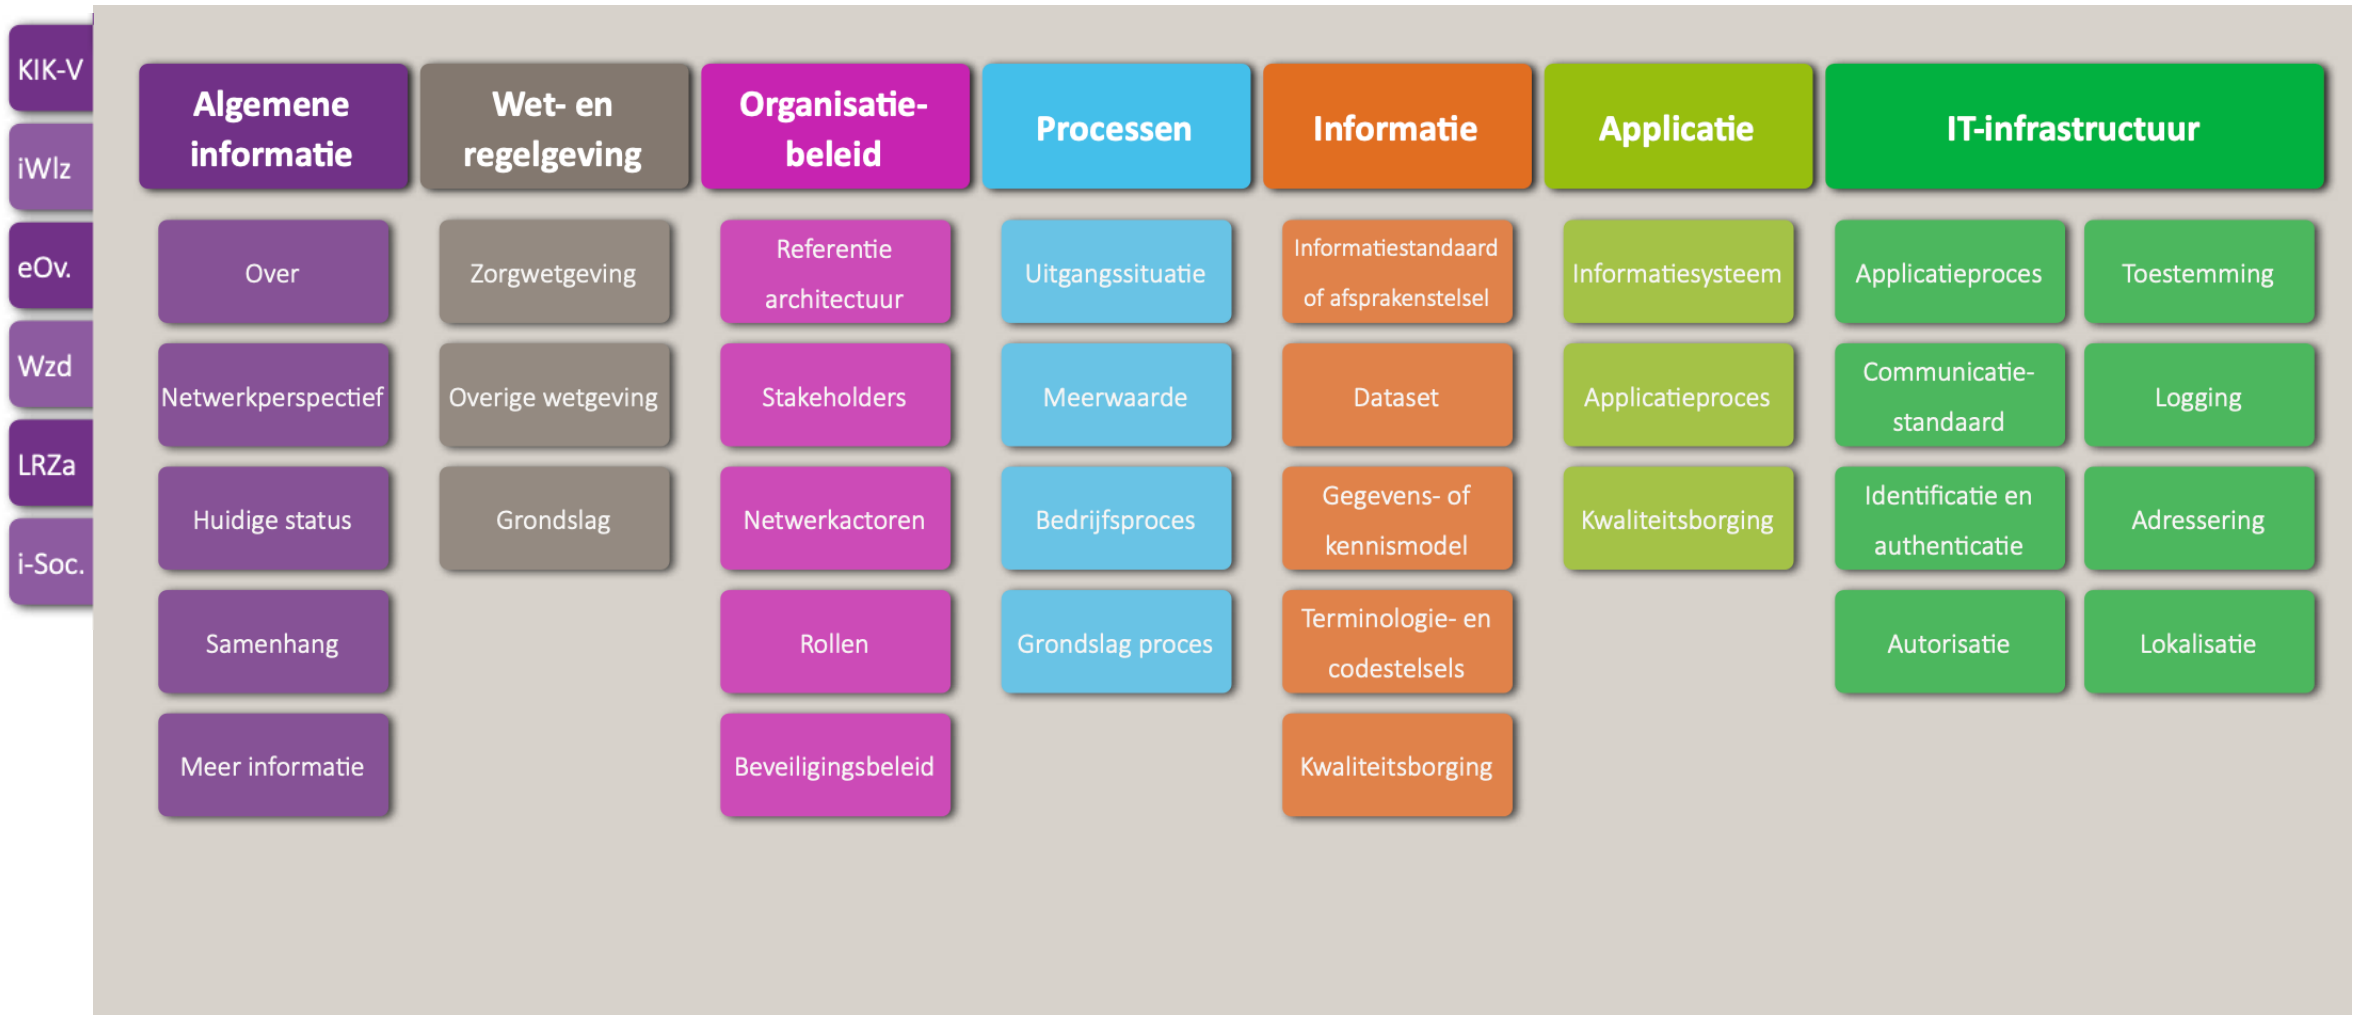 KIK-V
iWlz
eOv.
Wzd
LRZa
i-Soc.
Algemene
informatie
Over
Netwerkperspectief
Huidige status
Samenhang
Meer informatie
Wet- en
regelgeving
Zorgwetgeving
Overige wetgeving
Grondslag
Organisatie-
beleid
Referentie
architectuur
Stakeholders
Netwerkactoren
Rollen
Beveiligingsbeleid
Processen
Uitgangssituatie
Meerwaarde
Bedrijfsproces
Grondslag proces
Informatie
Informatiestandaard
of afsprakenstelsel
Dataset
Gegevens- of
kennismodel
Terminologie- en
codestelsels
Kwaliteitsborging
Applicatie
Informatiesysteem
Applicatieproces
Kwaliteitsborging
IT-infrastructuur
Applicatieproces
Communicatie-
standaard
Identificatie en
authenticatie
Autorisatie
Toestemming
Logging
Adressering
Lokalisatie